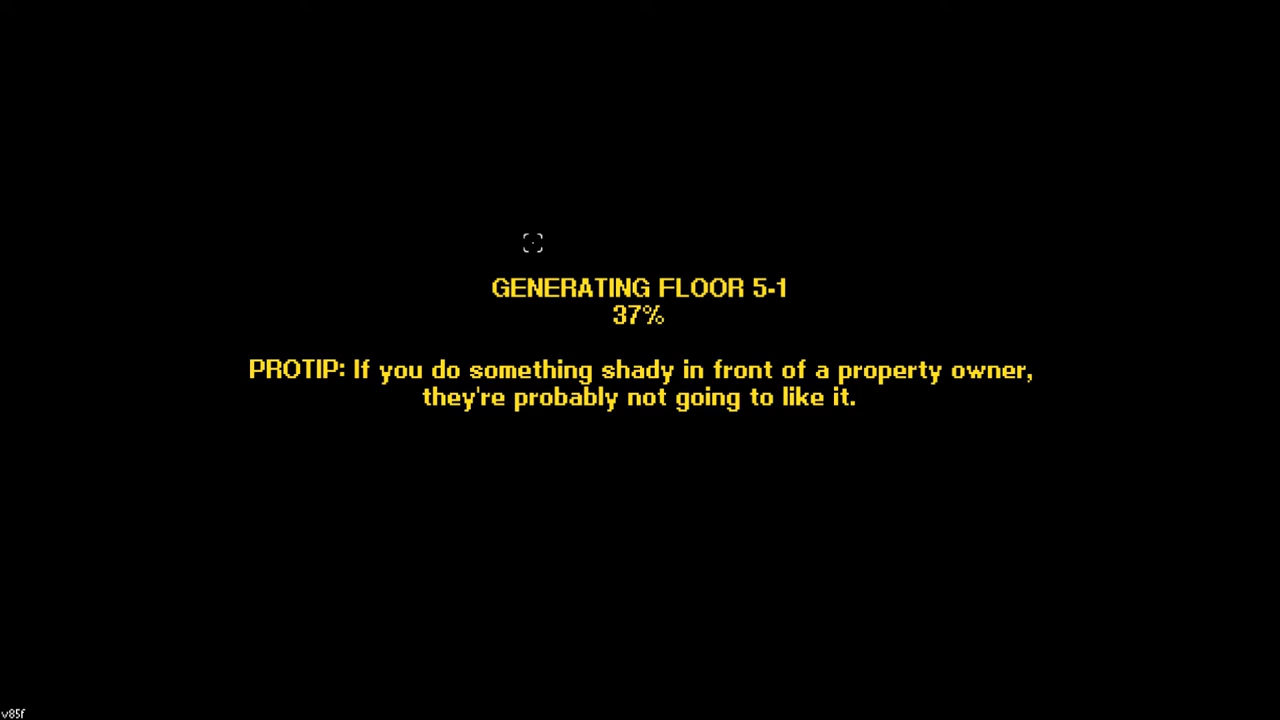 GENERATING FLOOR 5-1
37%
PROTIP: If you do something shady in front of a property owner,
they're probably not going to like it.
v85f